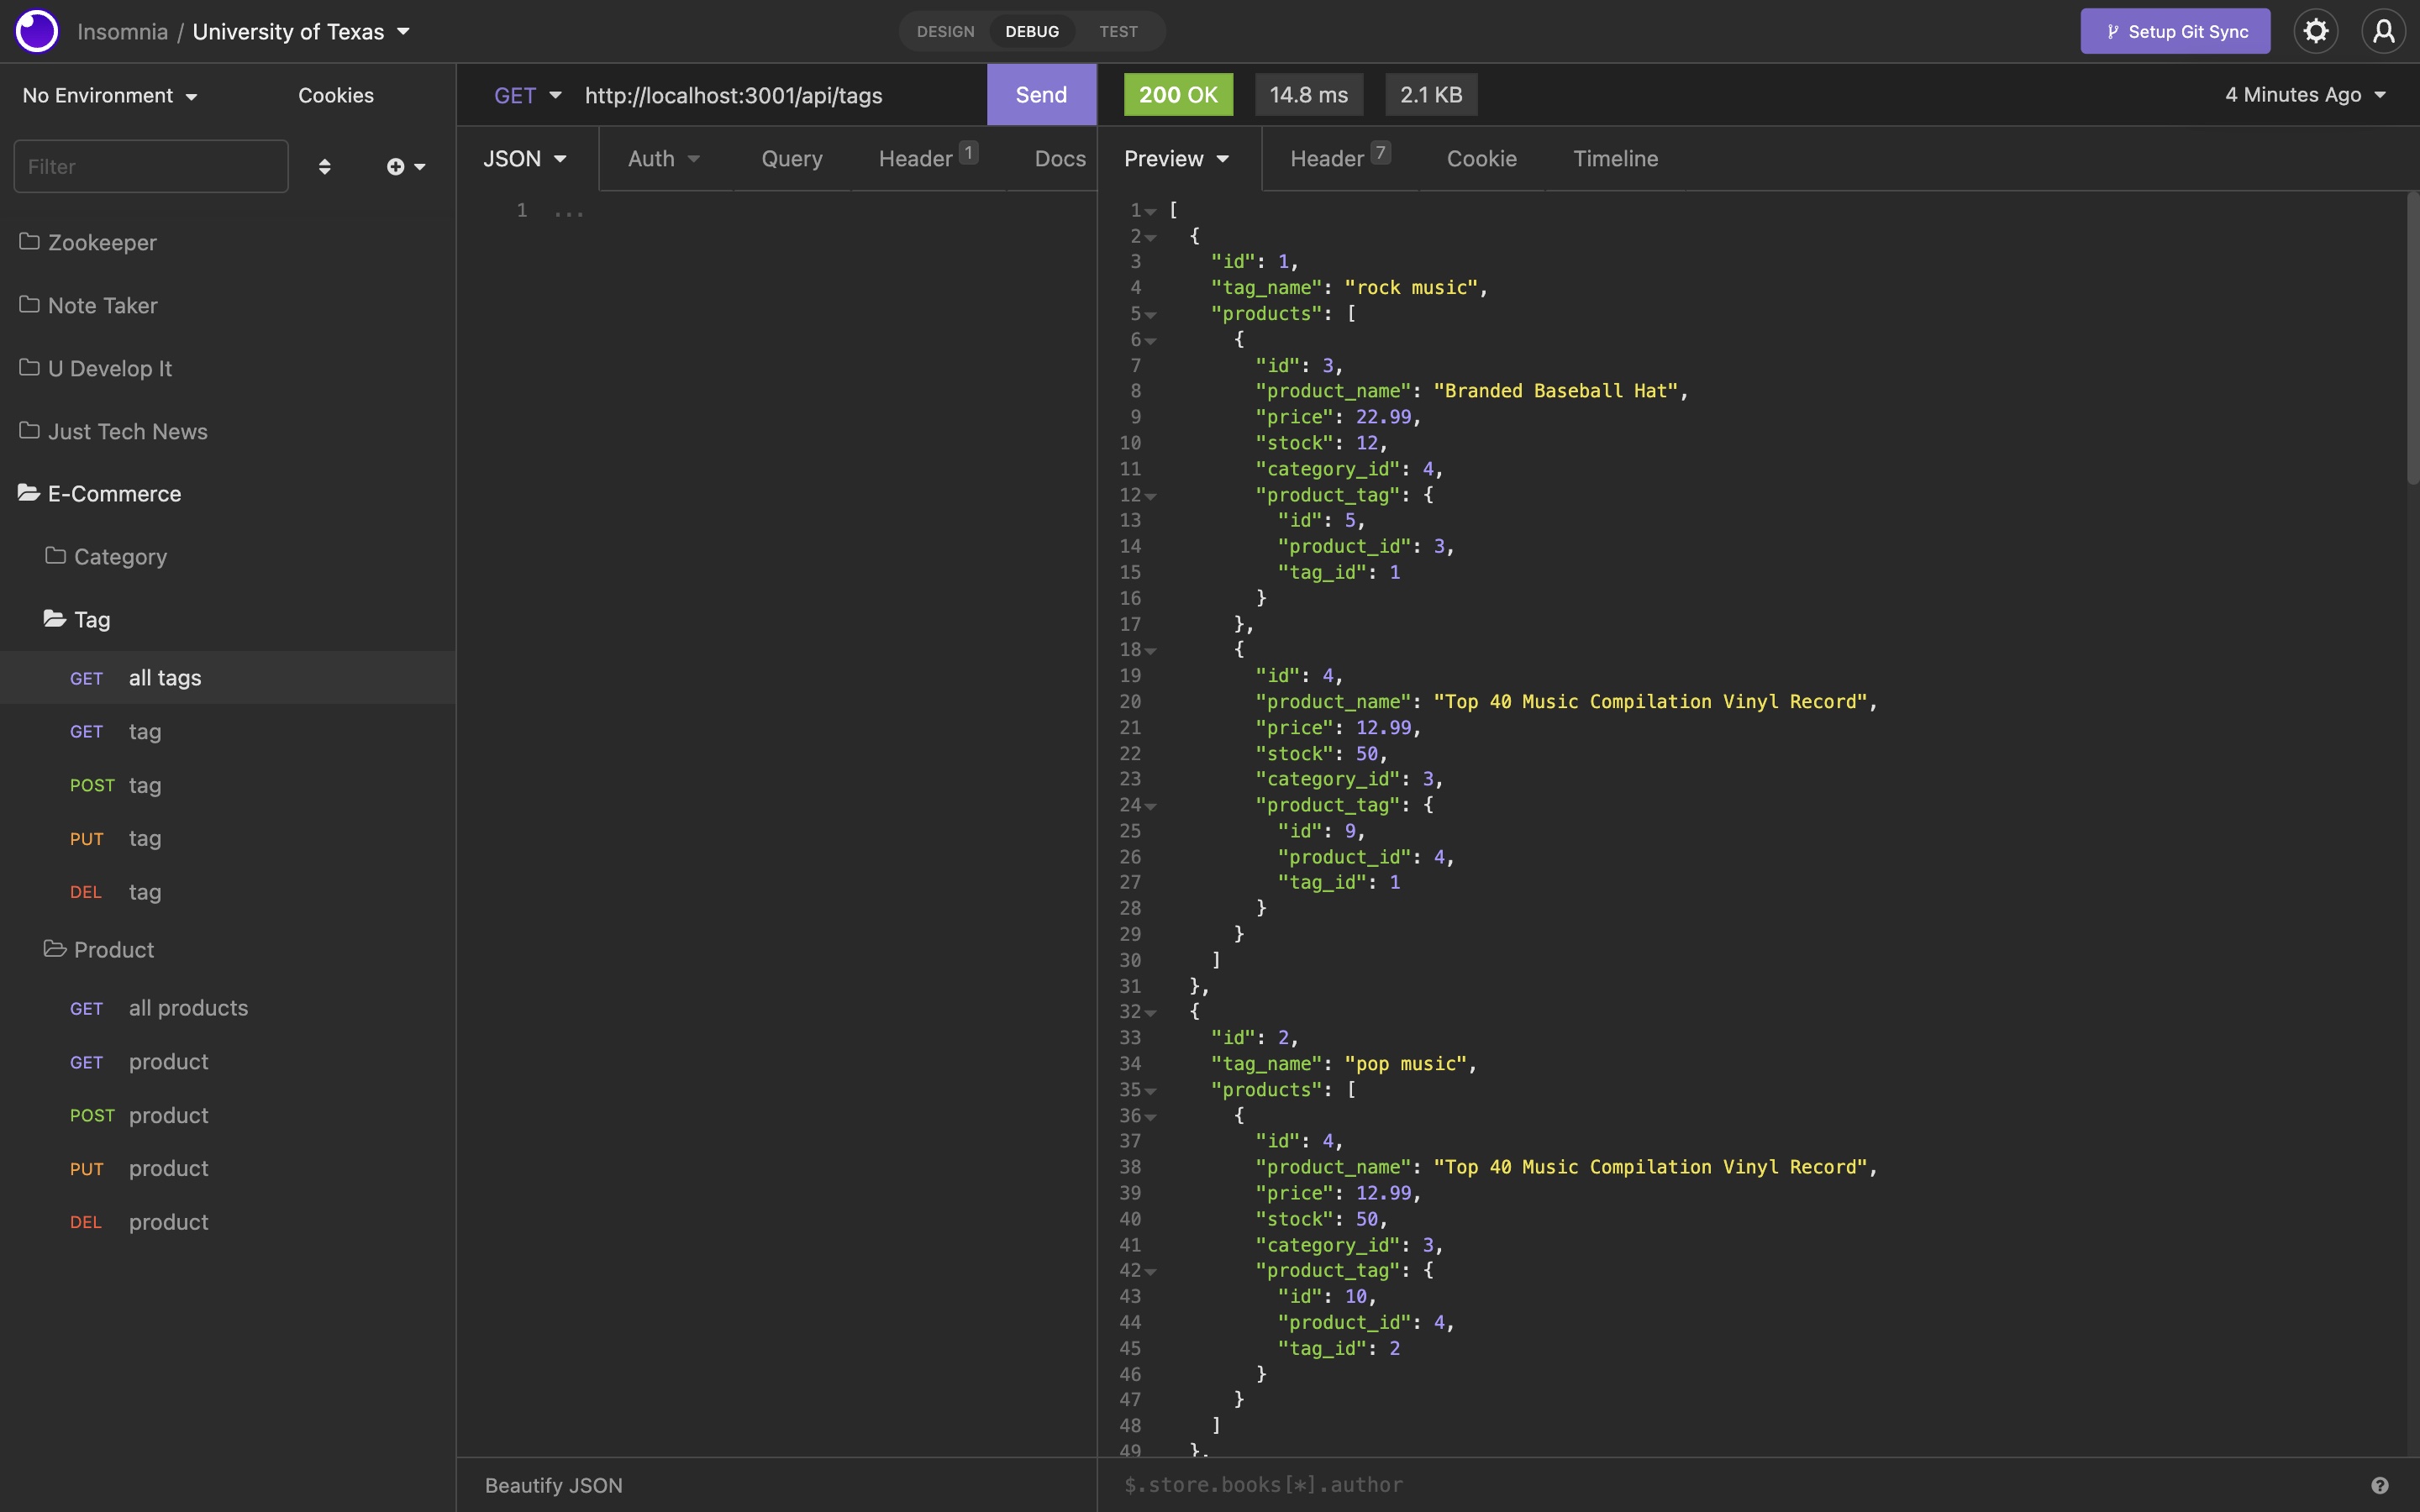 Insomnia / University of Texas
DESIGN DEBUG TEST
Setup Git Sync
No Environment Cookies
Filter
Zookeeper
Note Taker
U Develop It
Just Tech News
E-Commerce
Category
Tag
GET all tags
GET tag
POST tag
PUT tag
DEL tag
Product
GET all products
GET product
POST product
PUT product
DEL product
GET http://localhost:3001/api/tags Send
JSON Auth Query Header 1 Docs
1 ...
Beautify JSON
200 OK 14.8 ms 2.1 KB 4 Minutes Ago
Preview Header 7 Cookie Timeline
1 [
2 {
3 "id": 1,
4 "tag_name": "rock music",
5 "products": [
6 {
7 "id": 3,
8 "product_name": "Branded Baseball Hat",
9 "price": 22.99,
10 "stock": 12,
11 "category_id": 4,
12 "product_tag": {
13 "id": 5,
14 "product_id": 3,
15 "tag_id": 1
16 }
17 },
18 {
19 "id": 4,
20 "product_name": "Top 40 Music Compilation Vinyl Record",
21 "price": 12.99,
22 "stock": 50,
23 "category_id": 3,
24 "product_tag": {
25 "id": 9,
26 "product_id": 4,
27 "tag_id": 1
28 }
29 }
30 ]
31 },
32 {
33 "id": 2,
34 "tag_name": "pop music",
35 "products": [
36 {
37 "id": 4,
38 "product_name": "Top 40 Music Compilation Vinyl Record",
39 "price": 12.99,
40 "stock": 50,
41 "category_id": 3,
42 "product_tag": {
43 "id": 10,
44 "product_id": 4,
45 "tag_id": 2
46 }
47 }
48 ]
49 },
$.store.books[*].author